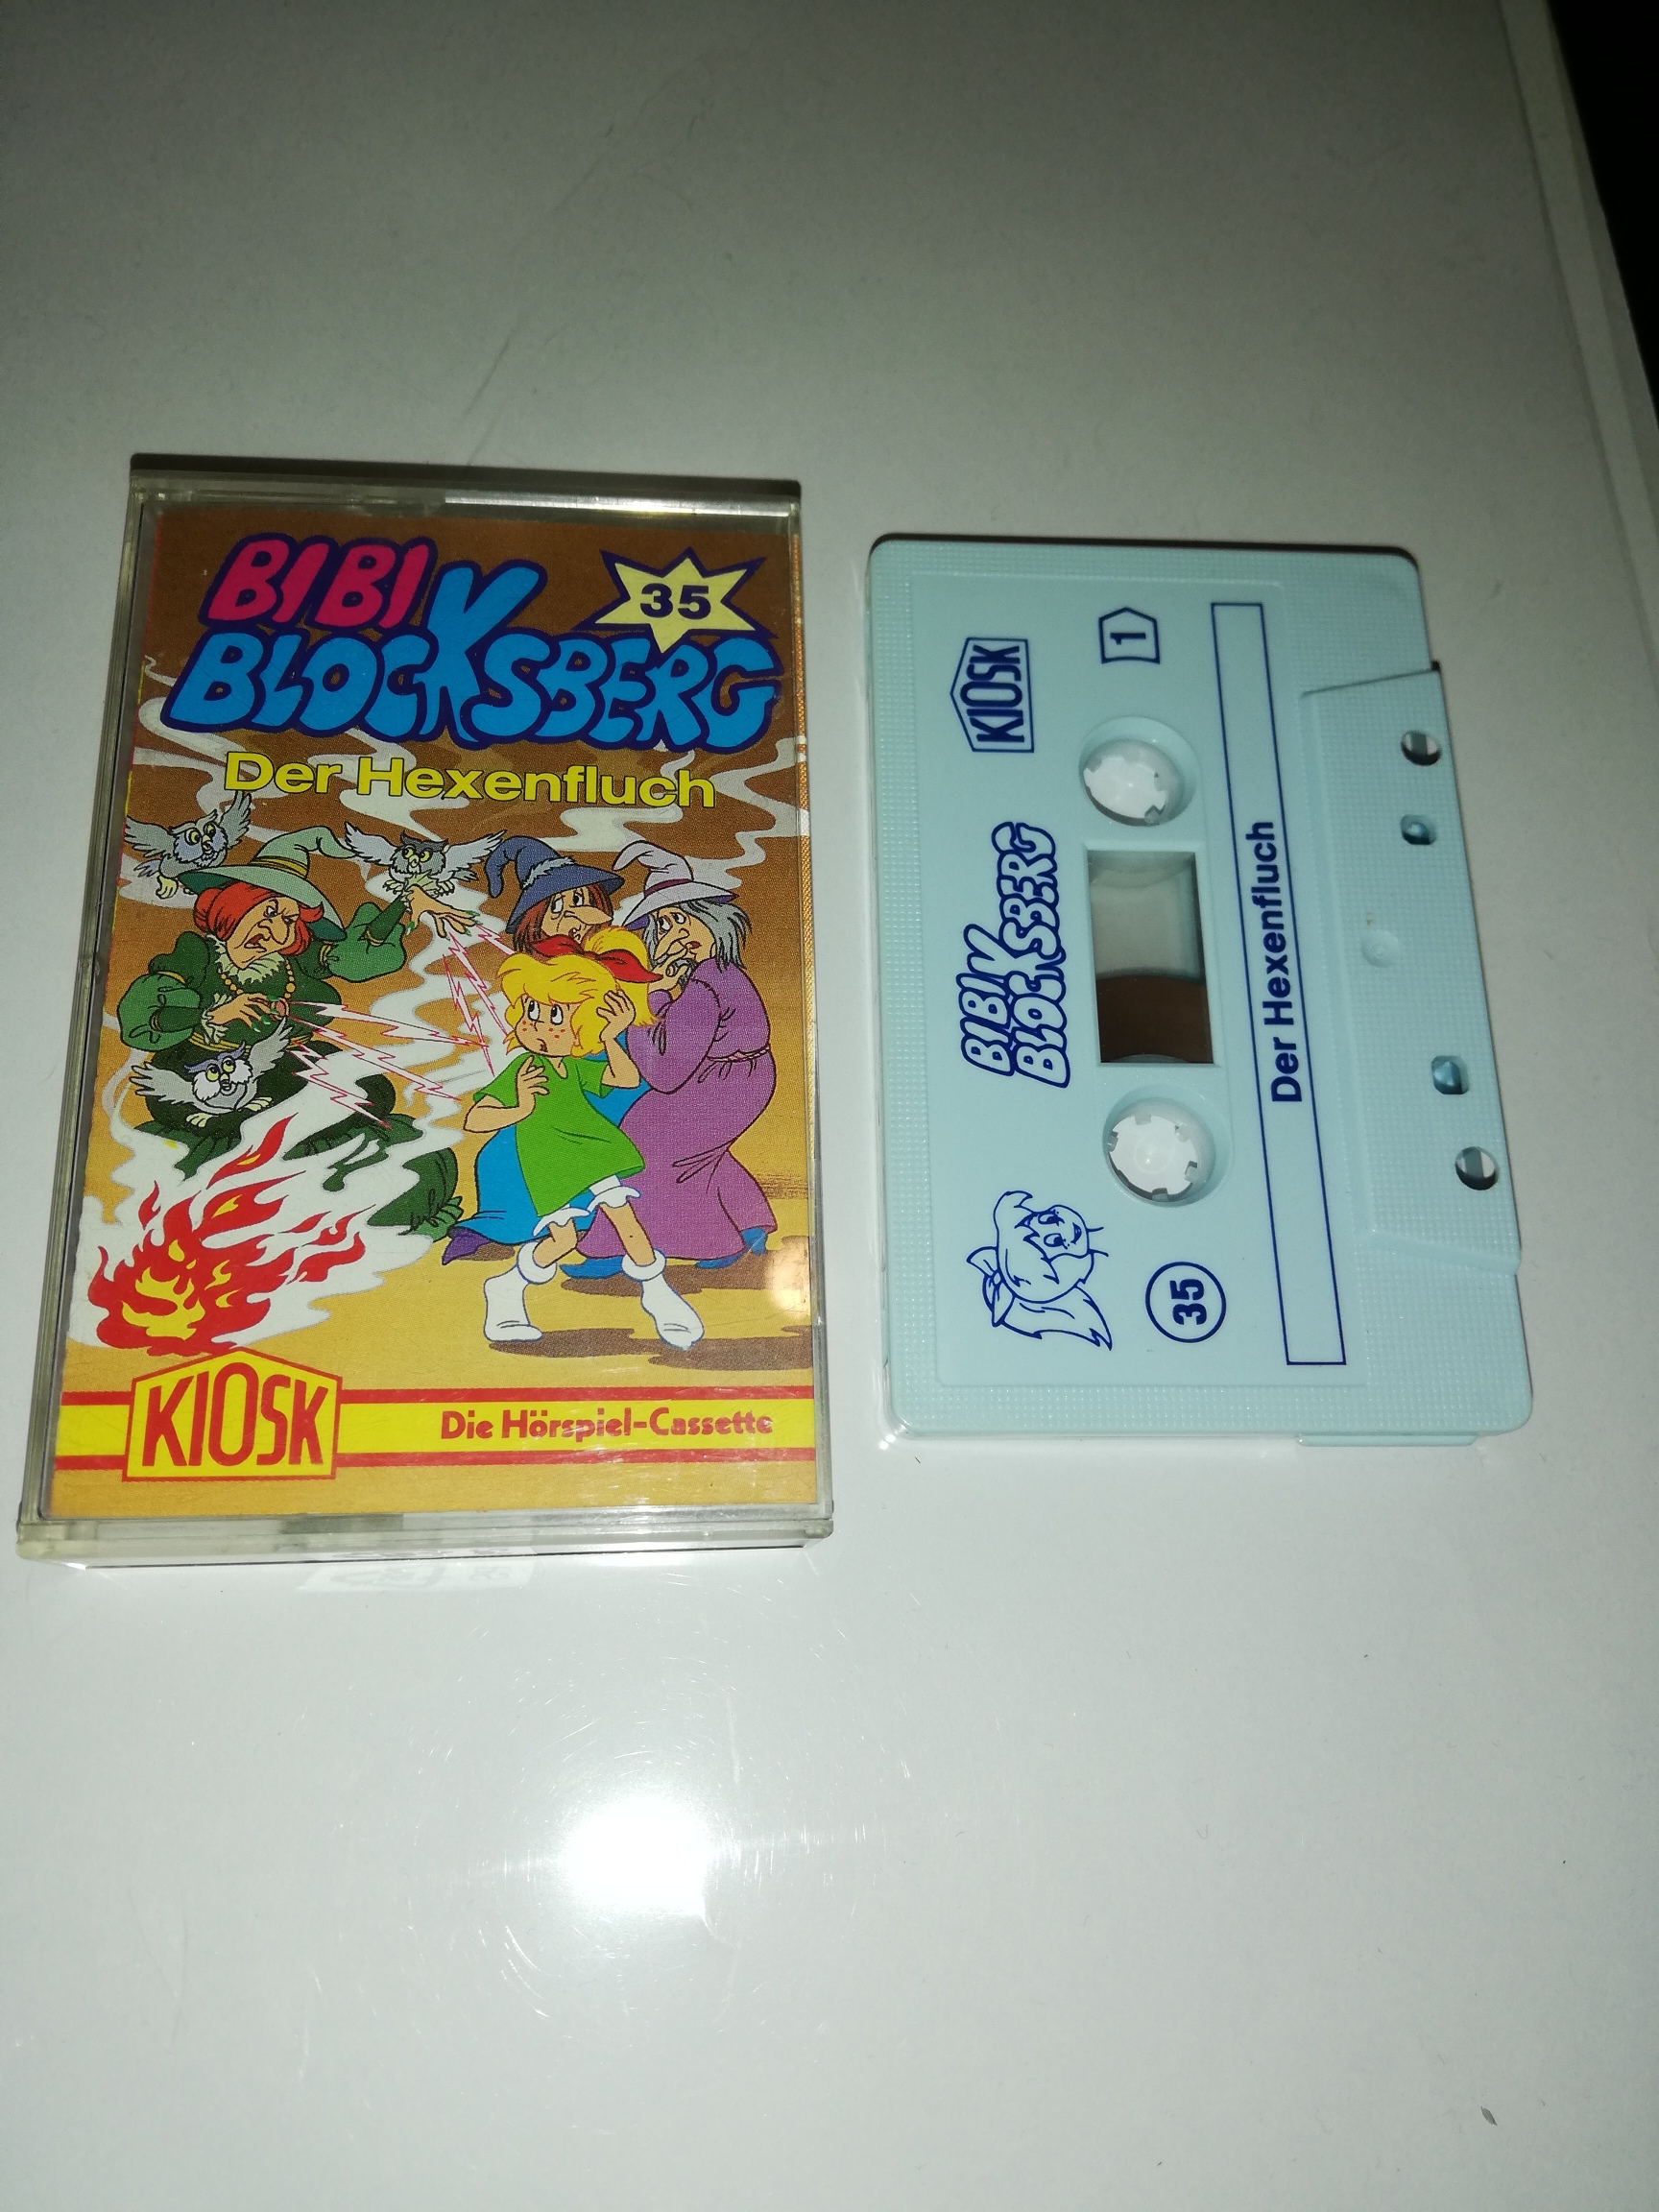 BIBI
BLOCKSBERG
35
Der Hexenfluch
KIOSK
Die Hörspiel-Cassette
BIBI
BLOCKSBERG
KIOSK
35
1
Der Hexenfluch